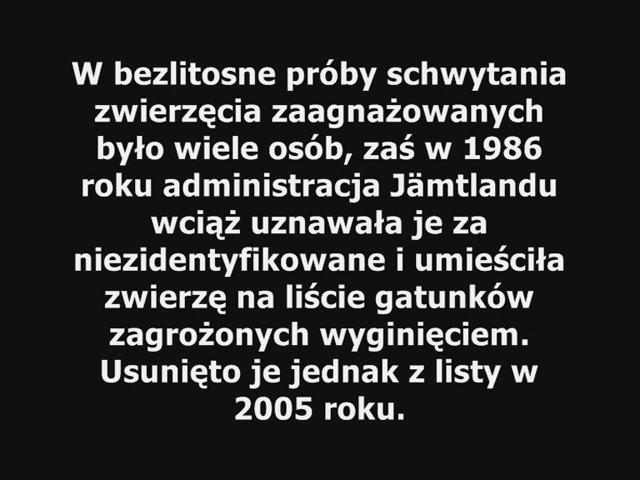 W bezlitosne próby schwytania
zwierzęcia zaagnażowanych
było wiele osób, zaś w 1986
roku administracja Jämtlandu
wciąż uznawała je za
niezidentyfikowane i umieściła
zwierzę na liście gatunków
zagrożonych wyginięciem.
Usunięto je jednak z listy w
2005 roku.